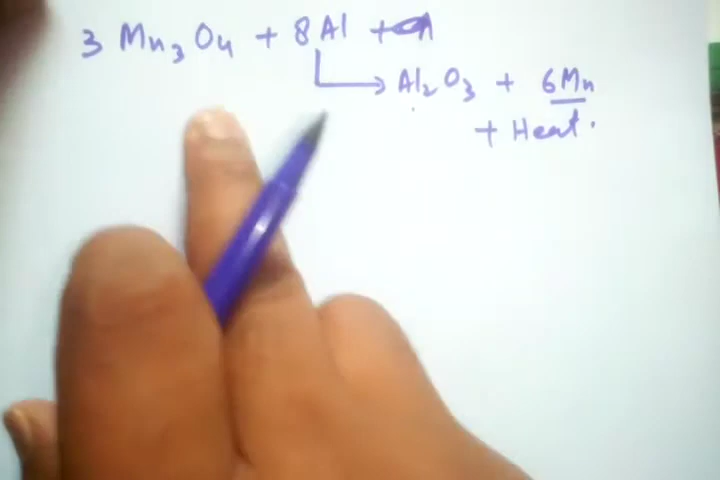 3 Mn₃O₄ + 8Al +
→ Al₂O₃ + 6Mn
+ Heat.